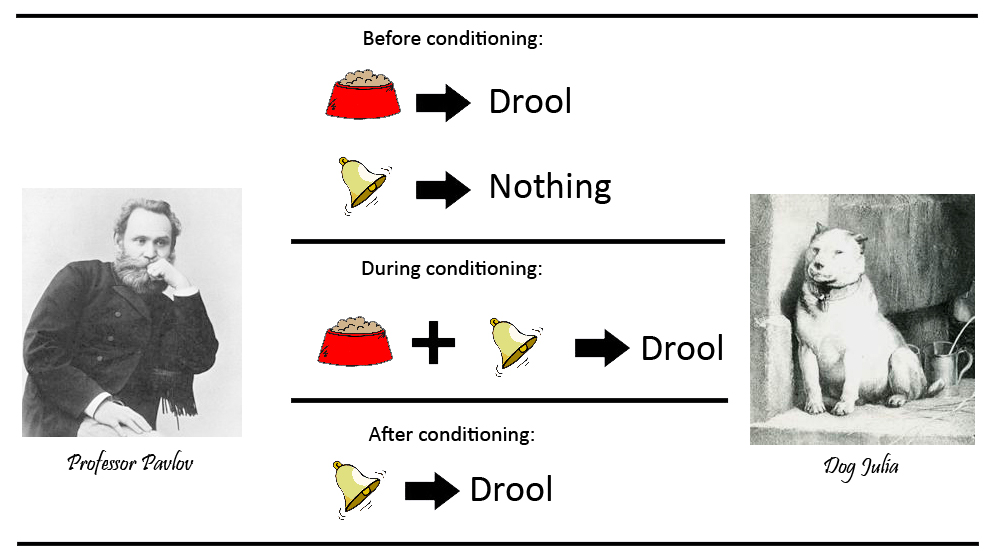 Before conditioning:
Drool
Nothing
During conditioning:
Drool
After conditioning:
Drool
Professor Pavlov
Dog Julia